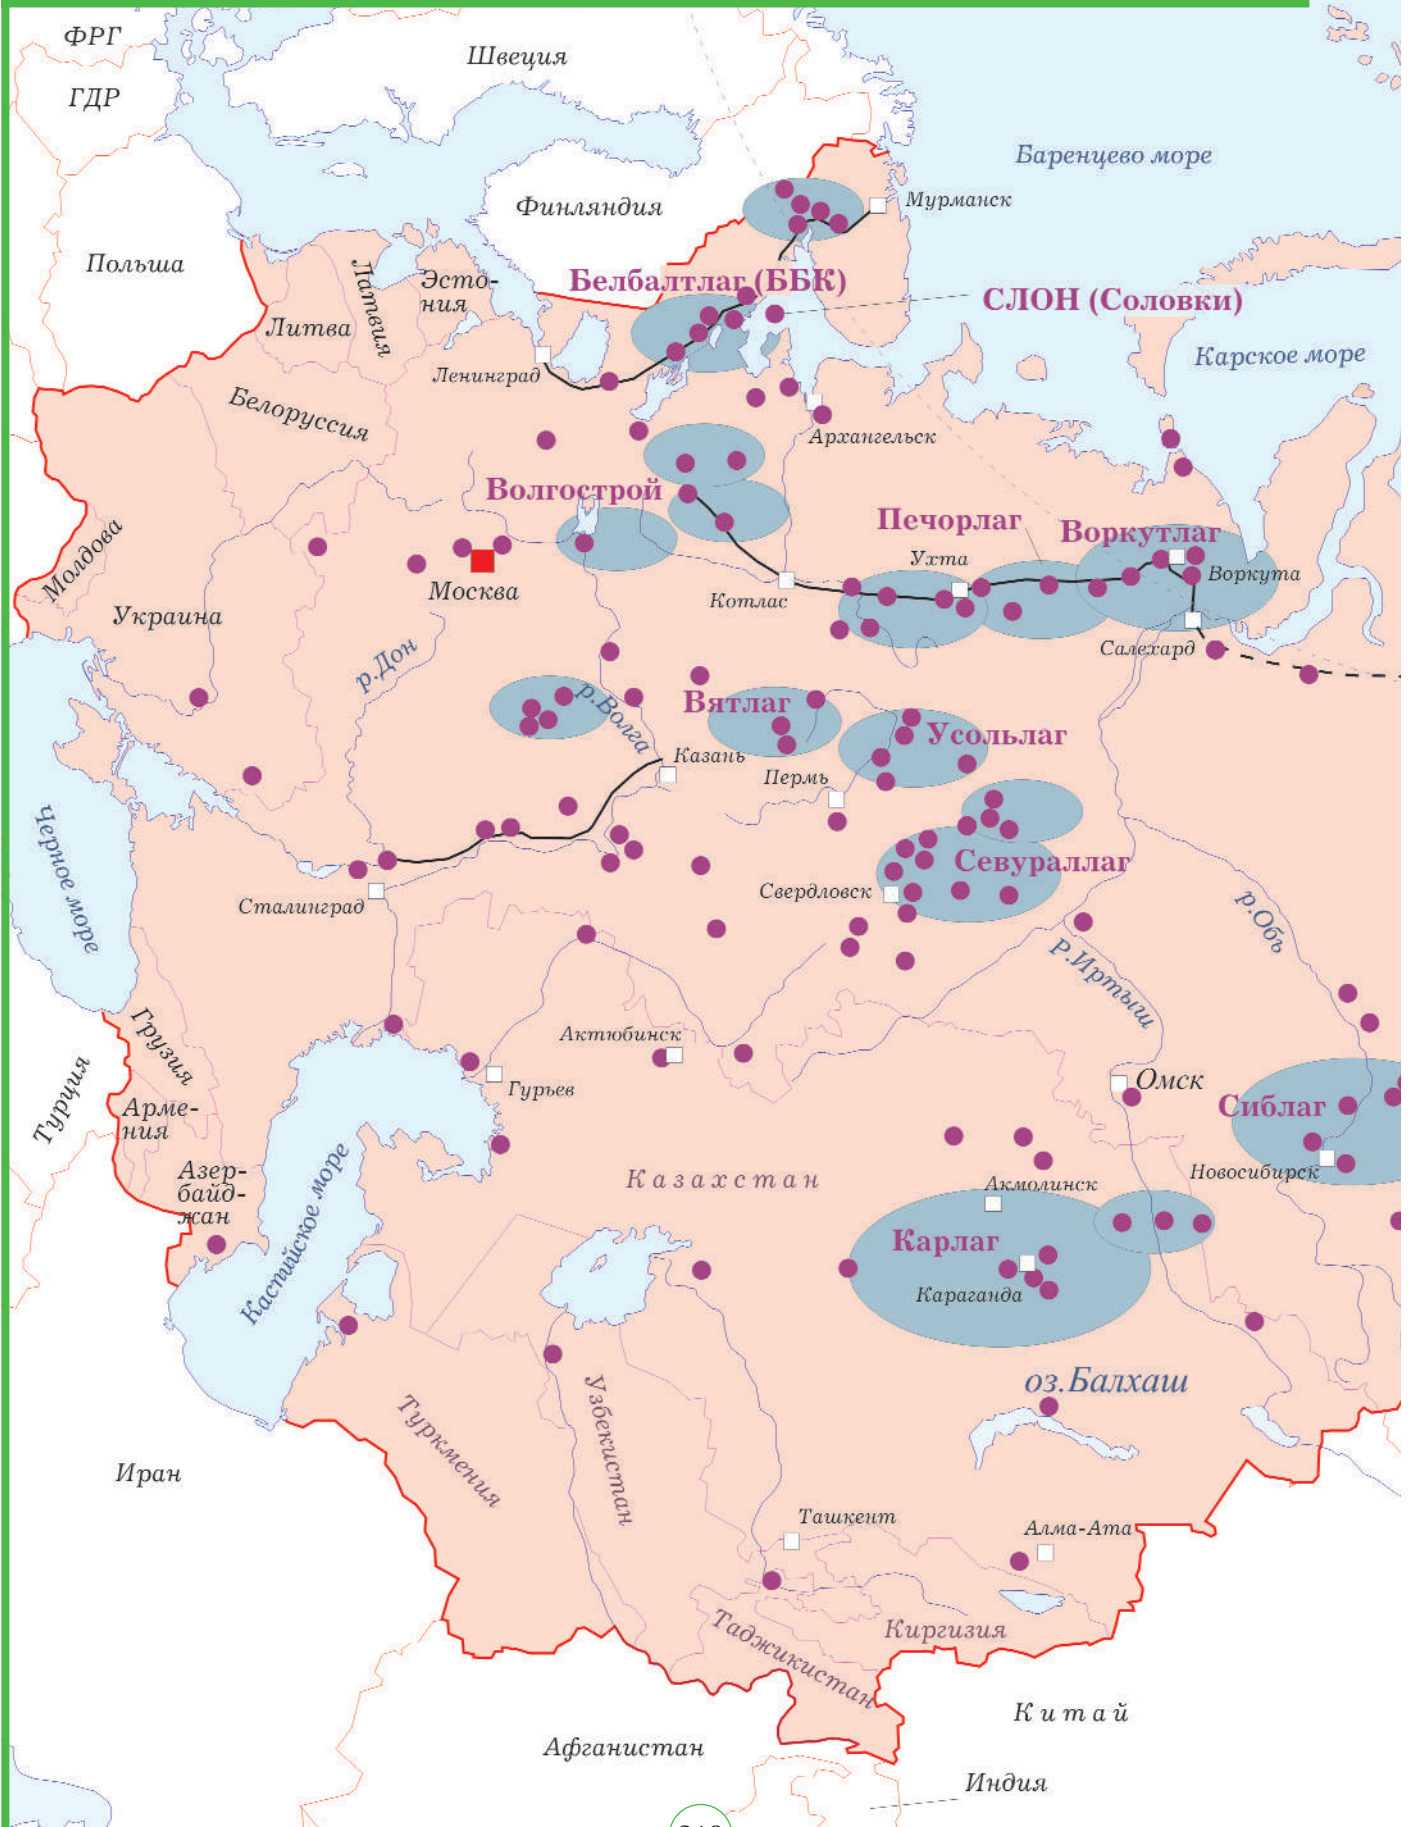 ФРГ
ГДР
Швеция
Баренцево море
Финляндия
Мурманск
Польша
Латвия
Эсто-
ния
Белбалтлаг (ББК)
СЛОН (Соловки)
Литва
Карское море
Ленинград
Белоруссия
Архангельск
Волгострой
Печорлаг
Воркутлаг
Молдова
Ухта
Воркута
Москва
Котлас
Украина
Салехард
р.Дон
р.Волга
Вятлаг
Усольлаг
Казань
Пермь
Черное море
Севураллаг
Свердловск
Сталинград
р.Обь
Р.Иртыш
Грузия
Актюбинск
Гурьев
Омск
Турция
Арме-
ния
Сиблаг
Азер-
байд-
жан
Казахстан
Новосибирск
Акмолинск
Каспийское море
Карлаг
Караганда
оз.Балхаш
Туркмения
Узбекистан
Иран
Ташкент
Алма-Ата
Таджикистан
Киргизия
Китай
Афганистан
Индия